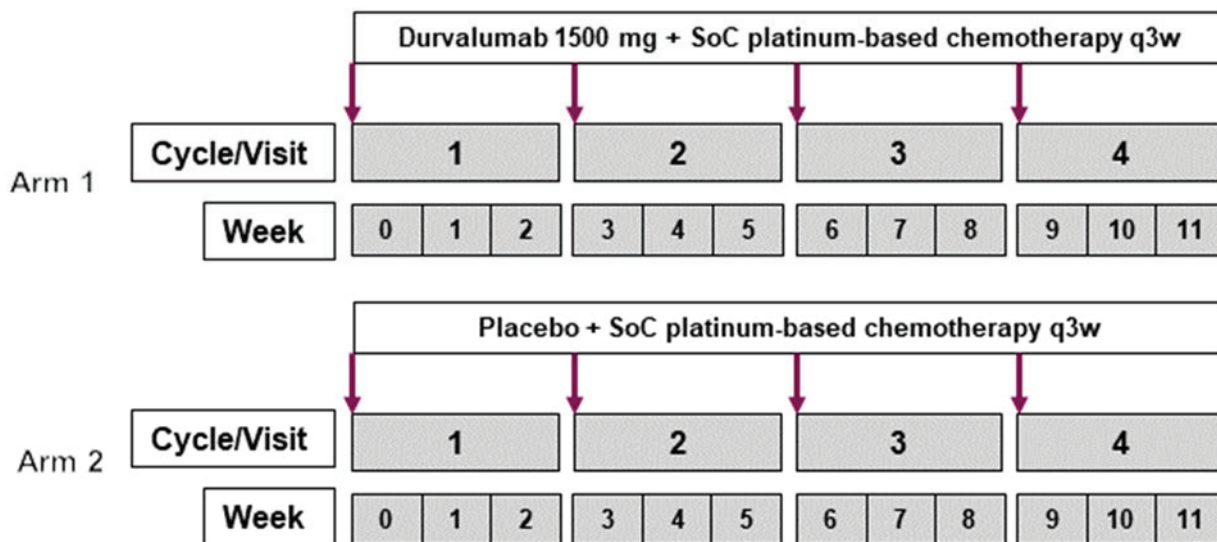 Durvalumab 1500 mg + SoC platinum-based chemotherapy q3w
Arm 1
Cycle/Visit 1 2 3 4
Week 0 1 2 3 4 5 6 7 8 9 10 11
Placebo + SoC platinum-based chemotherapy q3w
Arm 2
Cycle/Visit 1 2 3 4
Week 0 1 2 3 4 5 6 7 8 9 10 11